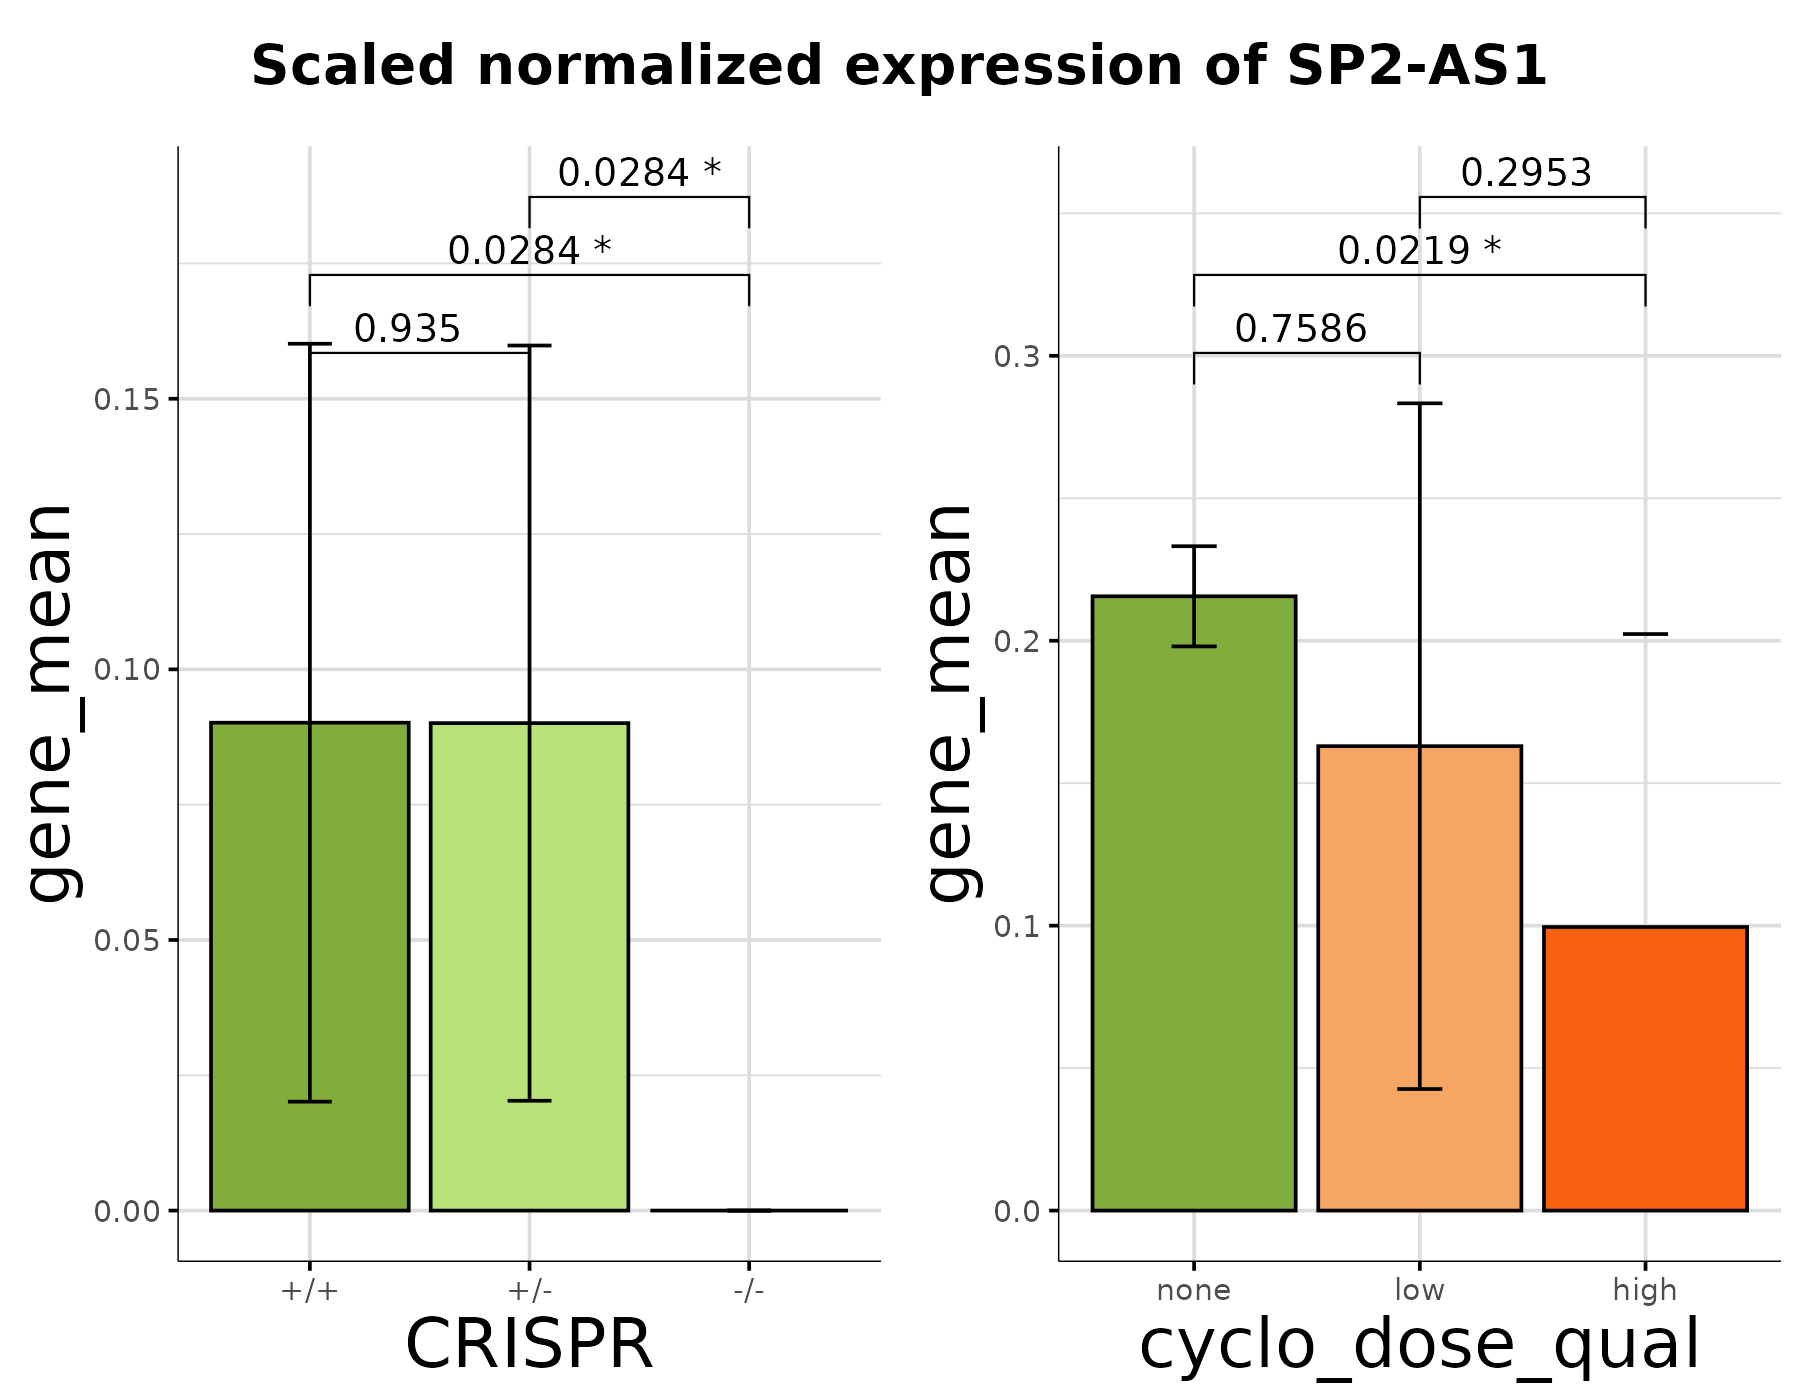 Scaled normalized expression of SP2-AS1
gene_mean
0.15
0.10
0.05
0.00
0.0284 *
0.0284 *
0.935
+/+ +/- -/-
CRISPR
gene_mean
0.3
0.2
0.1
0.0
0.2953
0.0219 *
0.7586
none low high
cyclo_dose_qual